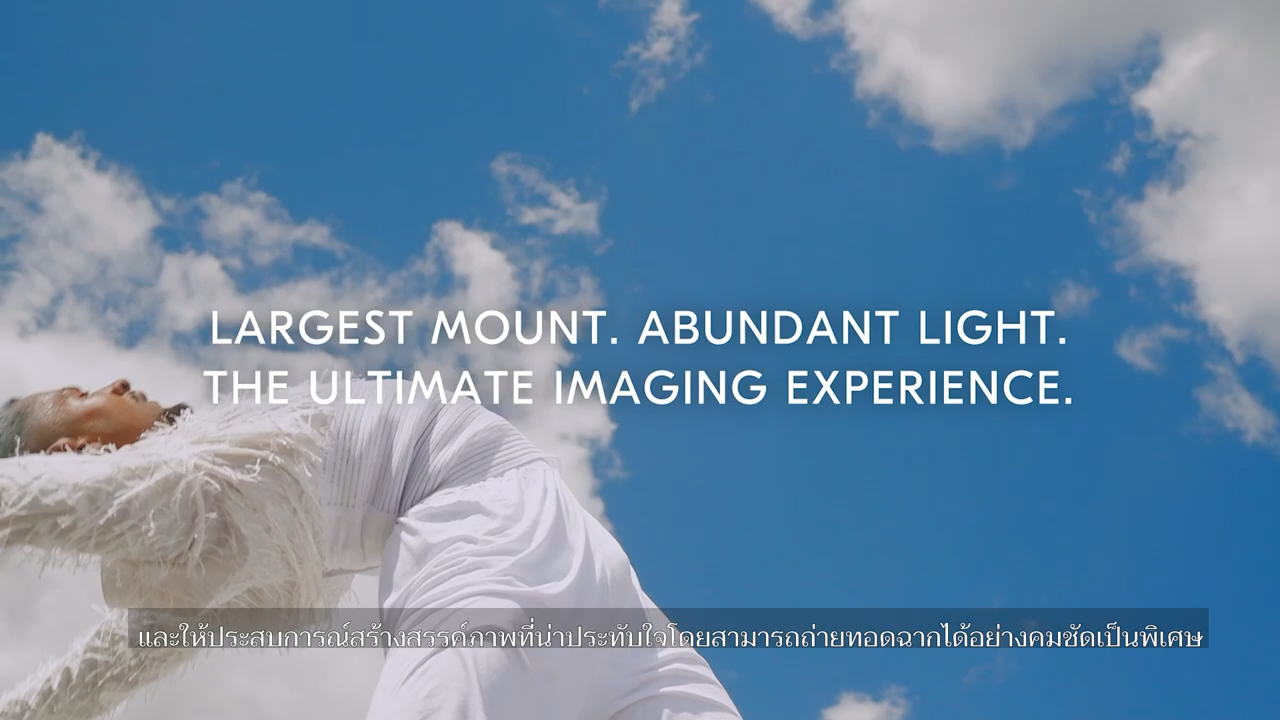 LARGEST MOUNT. ABUNDANT LIGHT.
THE ULTIMATE IMAGING EXPERIENCE.
และให้ประสบการณ์สร้างสรรค์ภาพที่น่าประทับใจโดยสามารถถ่ายทอดฉากได้อย่างคมชัดเป็นพิเศษ